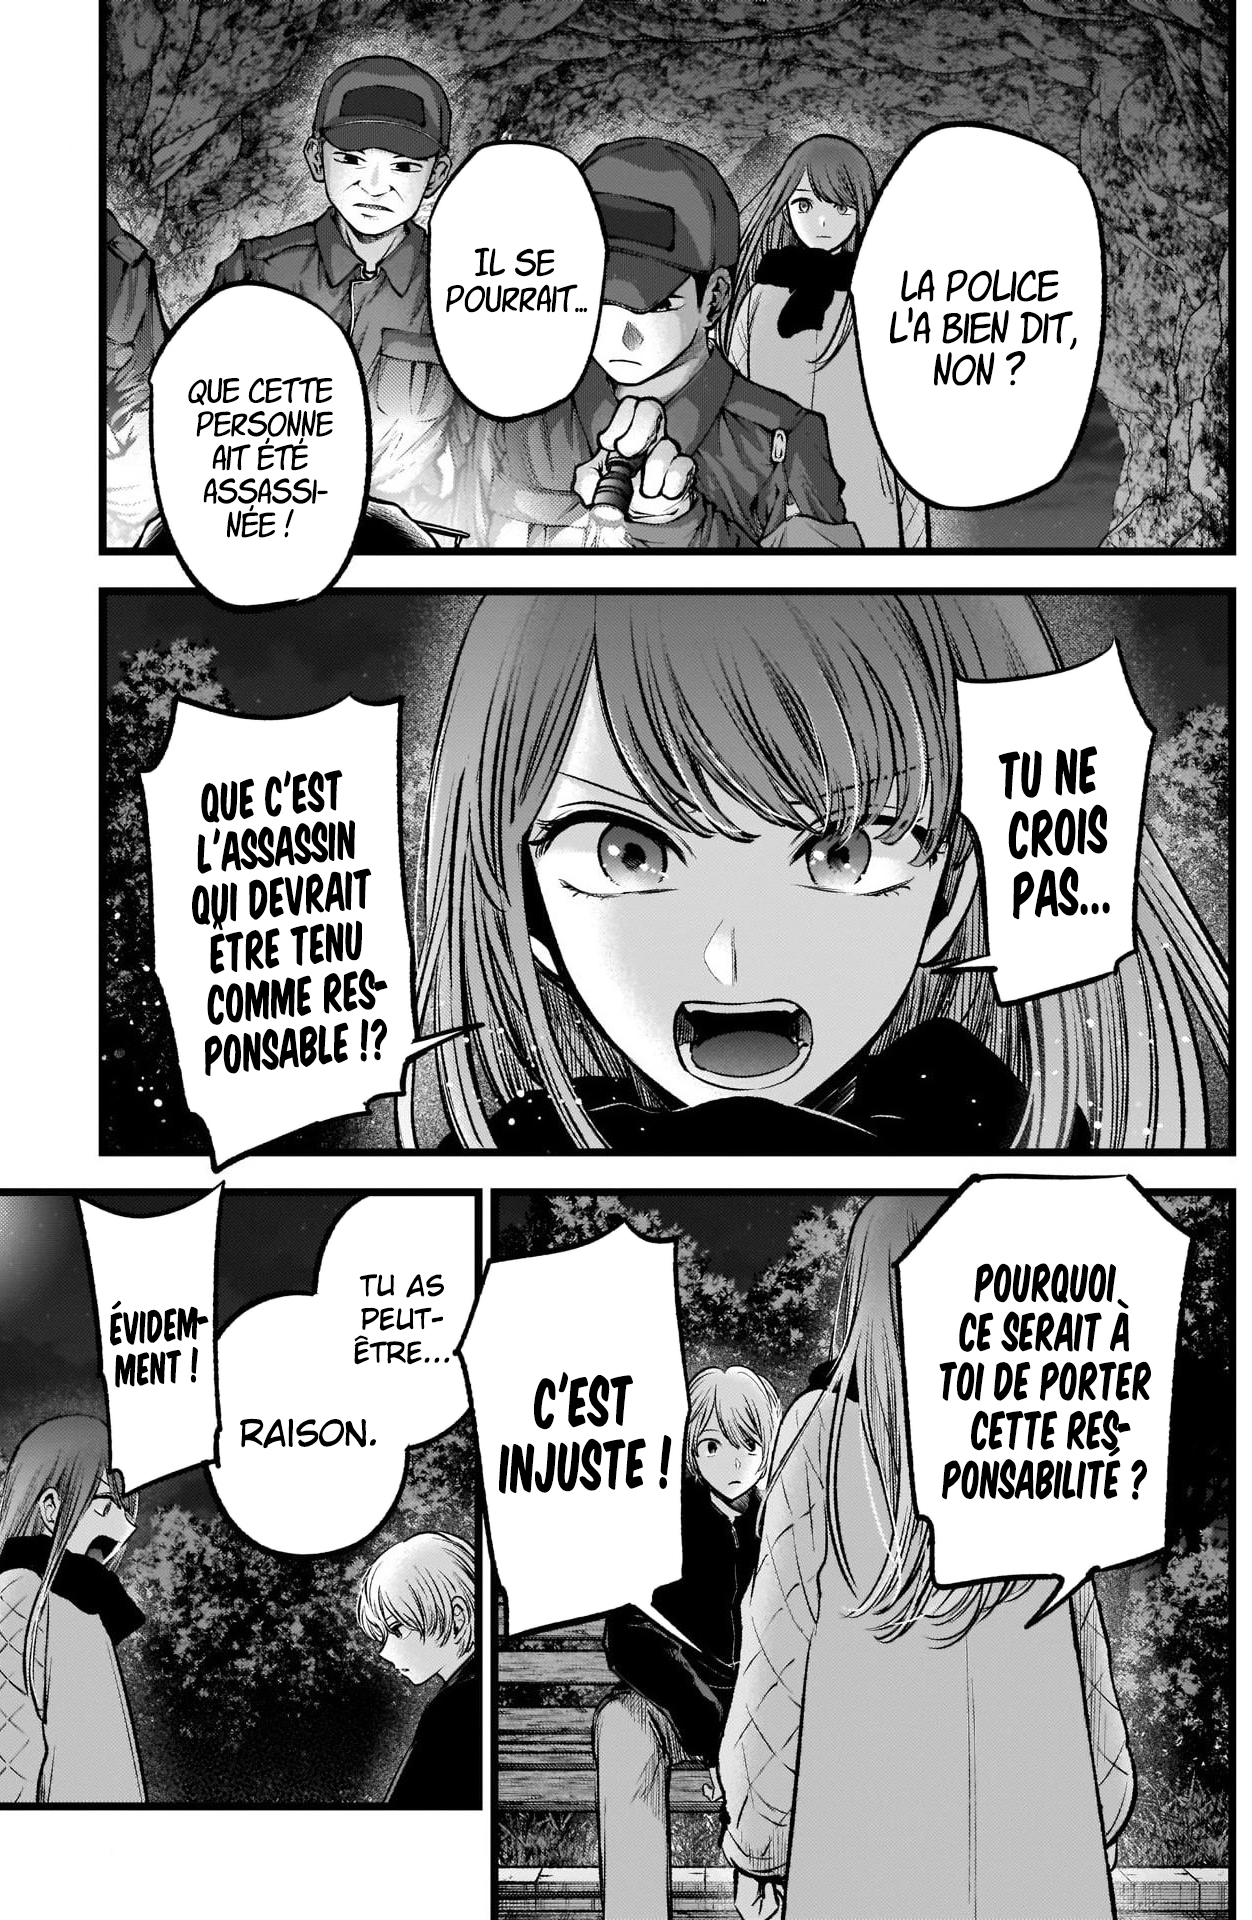 LA POLICE
L'A BIEN DIT,
NON ?
IL SE
POURRAIT...
QUE CETTE
PERSONNE
AIT ÉTÉ
ASSASSI-
NÉE !
TU NE
CROIS
PAS...
QUE C'EST
L'ASSASSIN
QUI DEVRAIT
ÊTRE TENU
COMME RES-
PONSABLE !?
POURQUOI
CE SERAIT À
TOI DE PORTER
CETTE RES-
PONSABILITÉ ?
C'EST
INJUSTE !
TU AS
PEUT-
ÊTRE...
RAISON.
ÉVIDEM-
MENT !